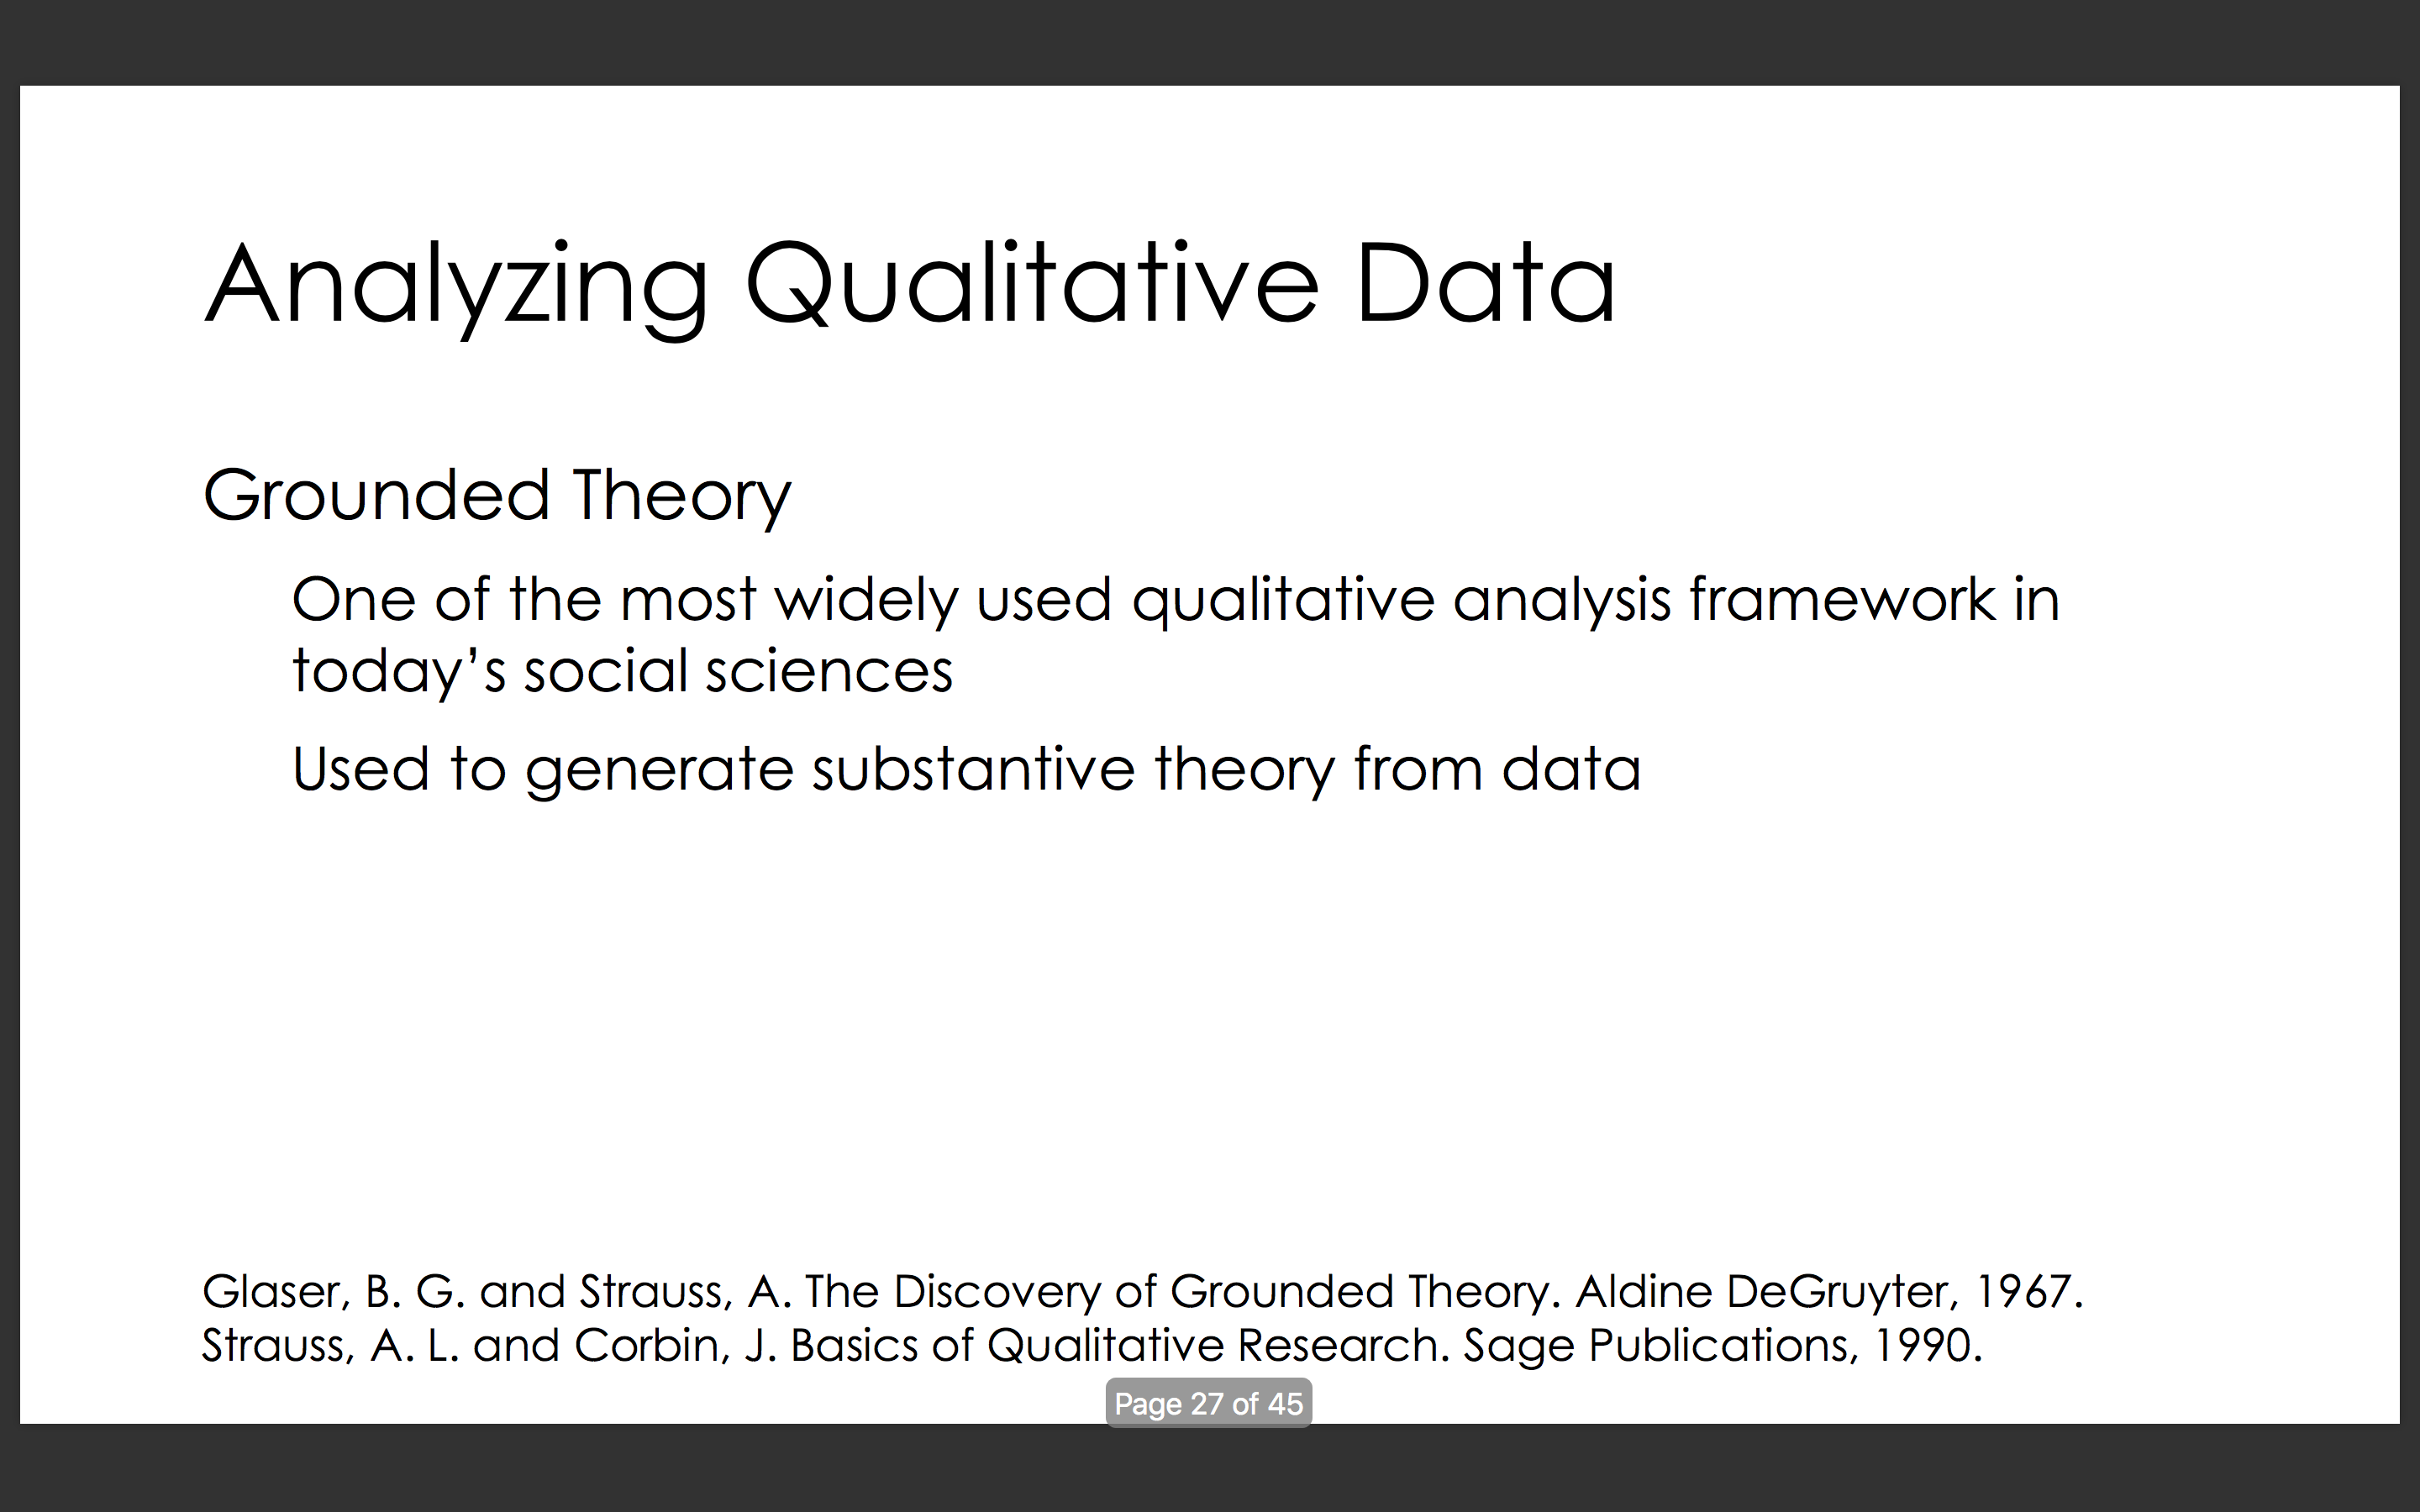 Analyzing Qualitative Data
Grounded Theory
One of the most widely used qualitative analysis framework in
today’s social sciences
Used to generate substantive theory from data
Glaser, B. G. and Strauss, A. The Discovery of Grounded Theory. Aldine DeGruyter, 1967.
Strauss, A. L. and Corbin, J. Basics of Qualitative Research. Sage Publications, 1990.
Page 27 of 45